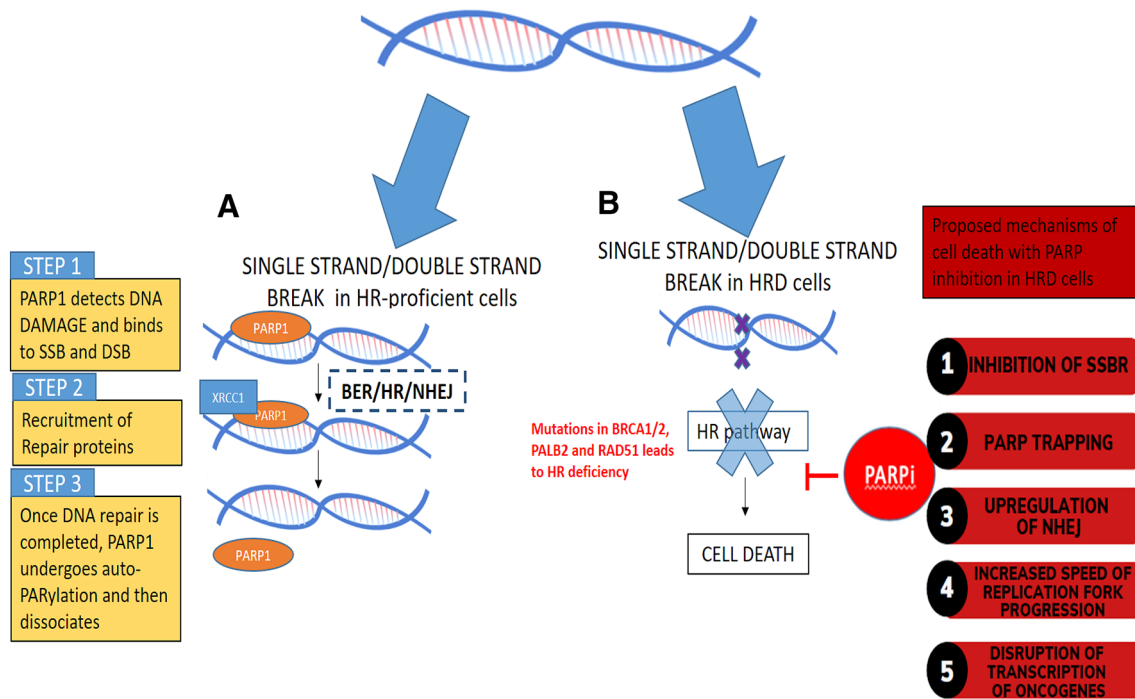 A
B
STEP 1
PARP1 detects DNA
DAMAGE and binds
to SSB and DSB
STEP 2
Recruitment of
Repair proteins
STEP 3
Once DNA repair is
completed, PARP1
undergoes auto-
PARylation and then
dissociates
SINGLE STRAND/DOUBLE STRAND
BREAK in HR-proficient cells
PARP1
BER/HR/NHEJ
XRCC1
PARP1
PARP1
SINGLE STRAND/DOUBLE STRAND
BREAK in HRD cells
Mutations in BRCA1/2,
PALB2 and RAD51 leads
to HR deficiency
HR pathway
CELL DEATH
PARPi
Proposed mechanisms of
cell death with PARP
inhibition in HRD cells
1
INHIBITION OF SSBR
2
PARP TRAPPING
3
UPREGULATION
OF NHEJ
4
INCREASED SPEED OF
REPLICATION FORK
PROGRESSION
5
DISRUPTION OF
TRANSCRIPTION
OF ONCOGENES